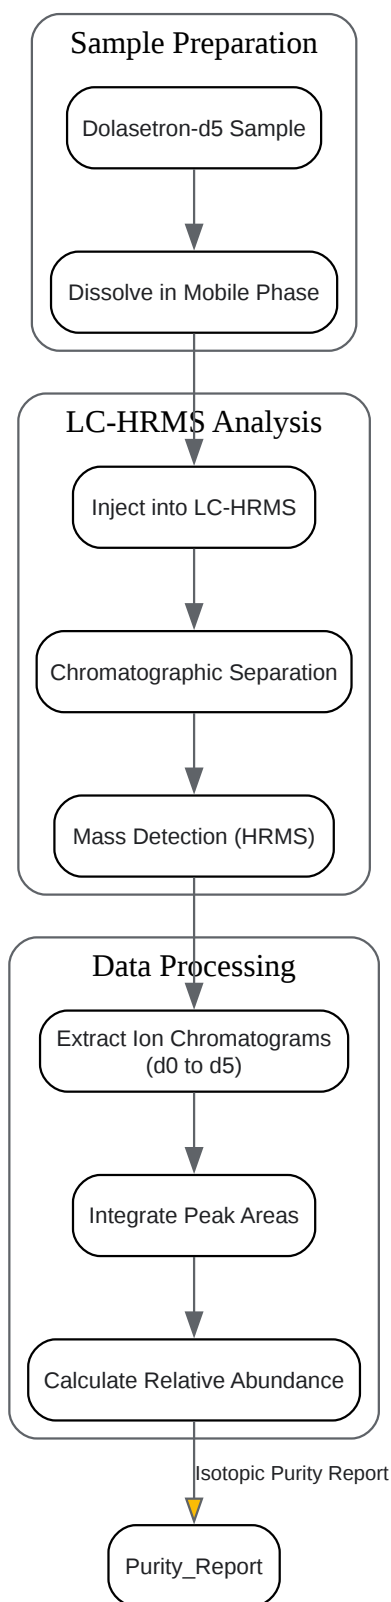 Sample Preparation
Dolasetron-d5 Sample
Dissolve in Mobile Phase
LC-HRMS Analysis
Inject into LC-HRMS
Chromatographic Separation
Mass Detection (HRMS)
Data Processing
Extract Ion Chromatograms
(d0 to d5)
Integrate Peak Areas
Calculate Relative Abundance
Isotopic Purity Report
Purity_Report